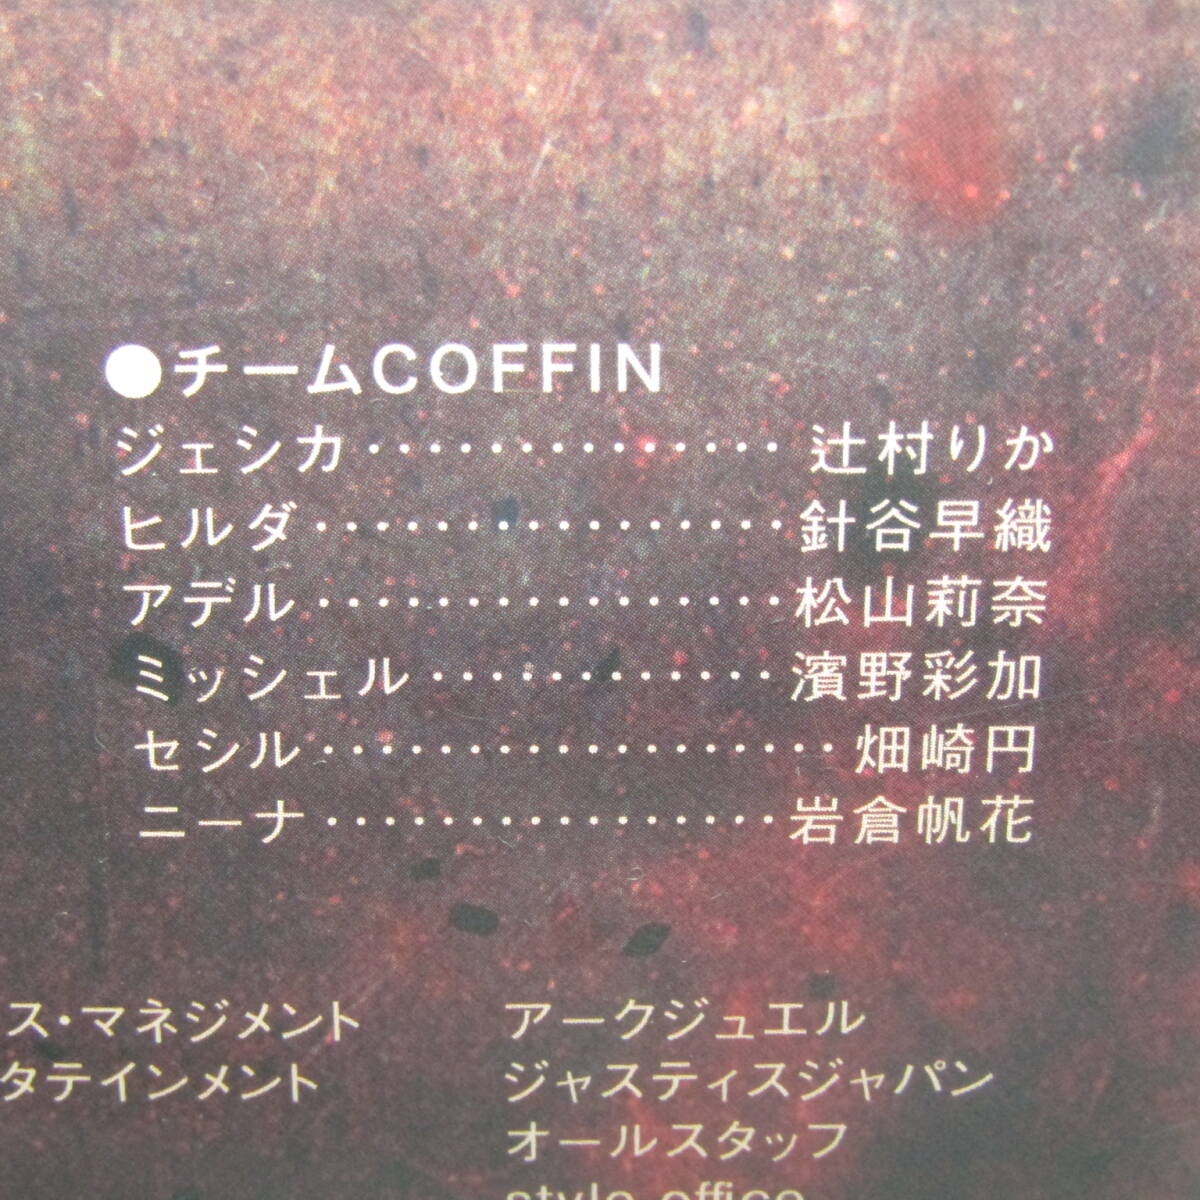 ●チームCOFFIN
ジェシカ・・・・・・・・・・・・・・・辻村りか
ヒルダ・・・・・・・・・・・・・・・・・針谷早織
アデル・・・・・・・・・・・・・・・・・松山莉奈
ミッシェル・・・・・・・・・・・・濱野彩加
セシル・・・・・・・・・・・・・・・・・・・畑崎円
ニーナ・・・・・・・・・・・・・・・・・岩倉帆花
ス・マネジメント
タテインメント
アークジュエル
ジャスティスジャパン
オールスタッフ
style office